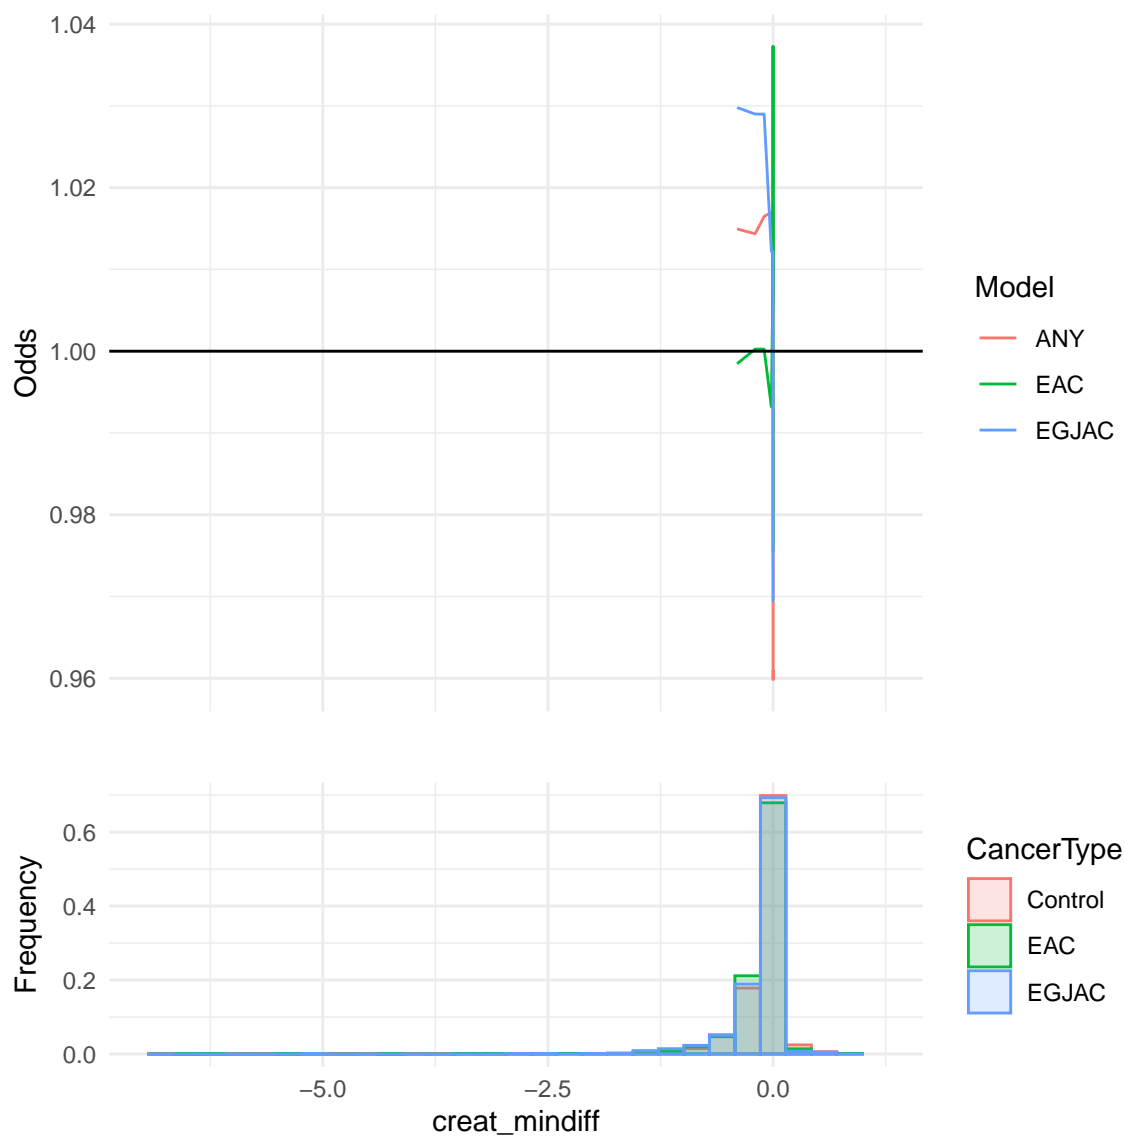 1.04
1.02
1.00
0.98
0.96
Odds
Model
ANY
EAC
EGJAC
0.6
0.4
0.2
0.0
Frequency
−5.0
−2.5
0.0
creat_mindiff
CancerType
Control
EAC
EGJAC